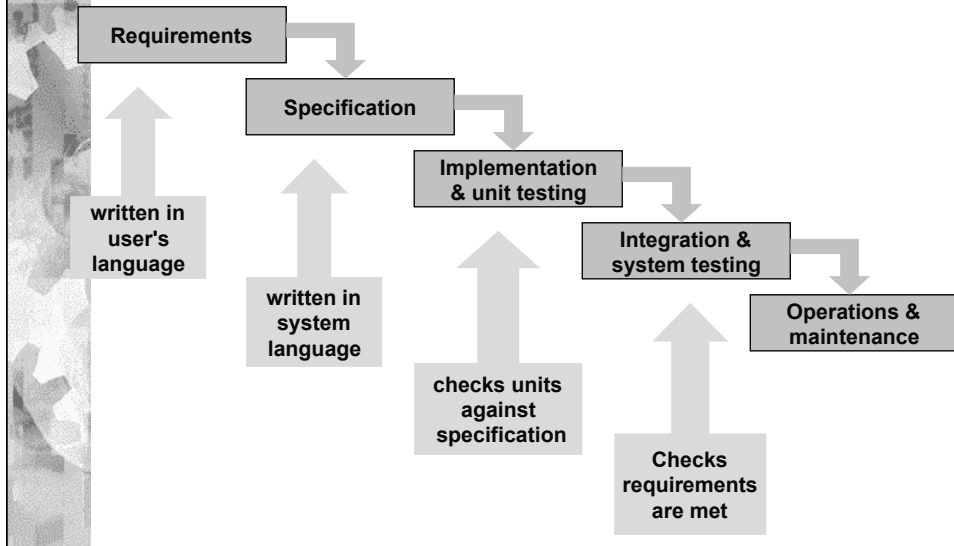 Requirements
Specification
Implementation
& unit testing
Integration &
system testing
Operations &
maintenance
written in
user's
language
written in
system
language
checks units
against
specification
Checks
requirements
are met